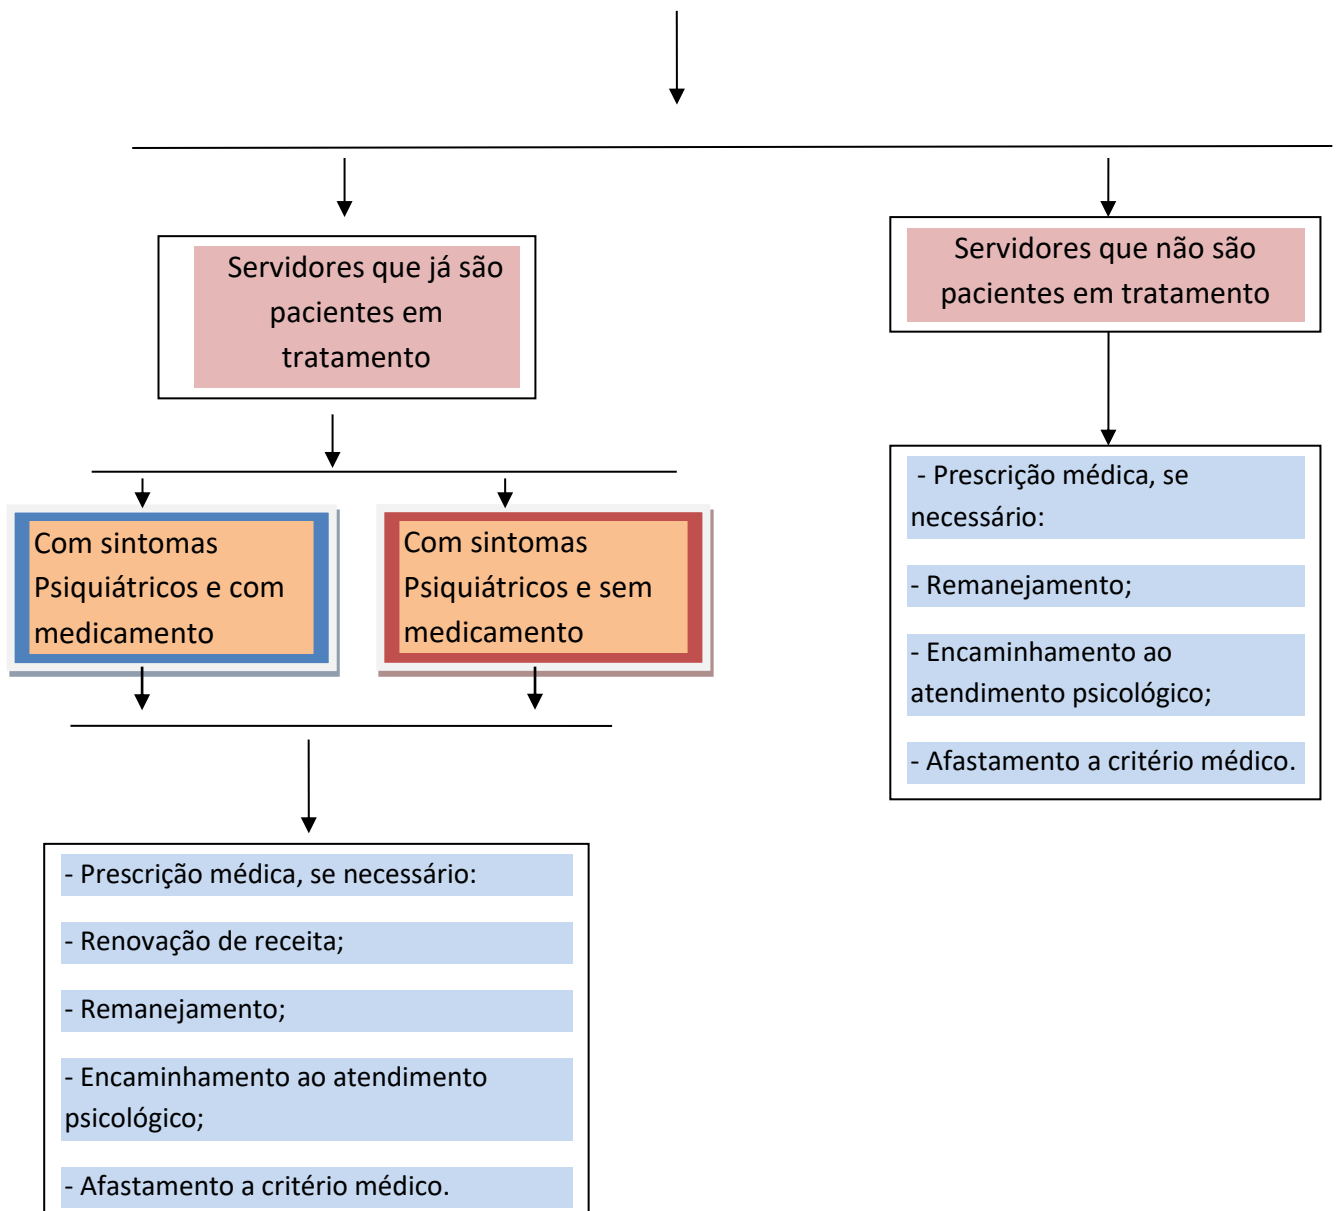 Servidores que já são
pacientes em
tratamento
Servidores que não são
pacientes em tratamento
Com sintomas
Psiquiátricos e com
medicamento
Com sintomas
Psiquiátricos e sem
medicamento
- Prescrição médica, se
necessário:
- Remanejamento;
- Encaminhamento ao
atendimento psicológico;
- Afastamento a critério médico.
- Prescrição médica, se necessário:
- Renovação de receita;
- Remanejamento;
- Encaminhamento ao atendimento
psicológico;
- Afastamento a critério médico.